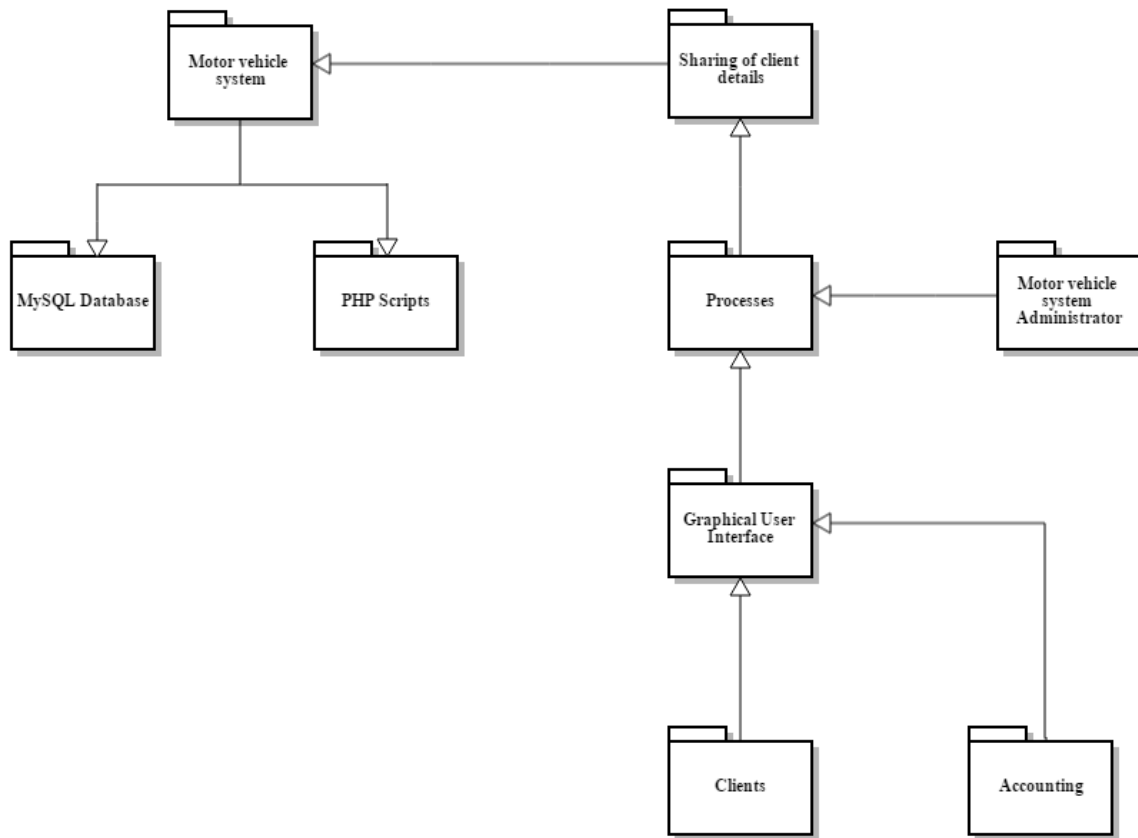 Motor vehicle
system
Sharing of client
details
MySQL Database
PHP Scripts
Processes
Motor vehicle
system
Administrator
Graphical User
Interface
Clients
Accounting